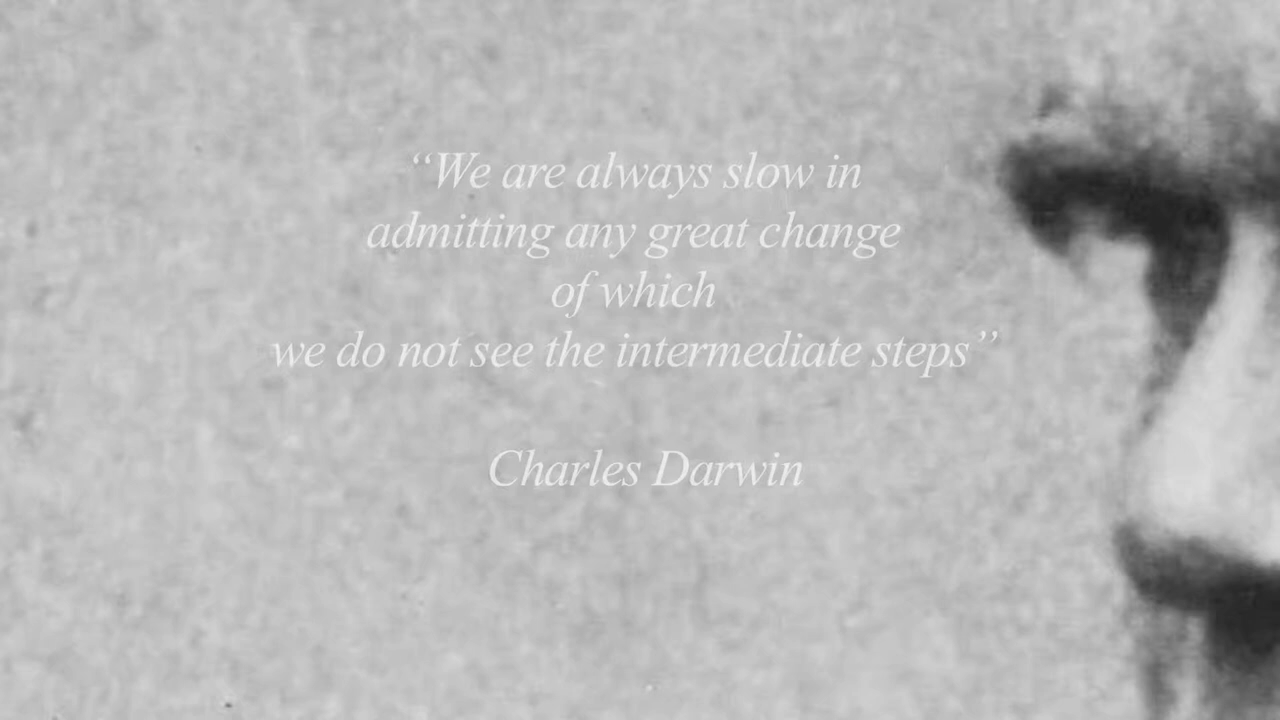 “We are always slow in
admitting any great change
of which
we do not see the intermediate steps”
Charles Darwin